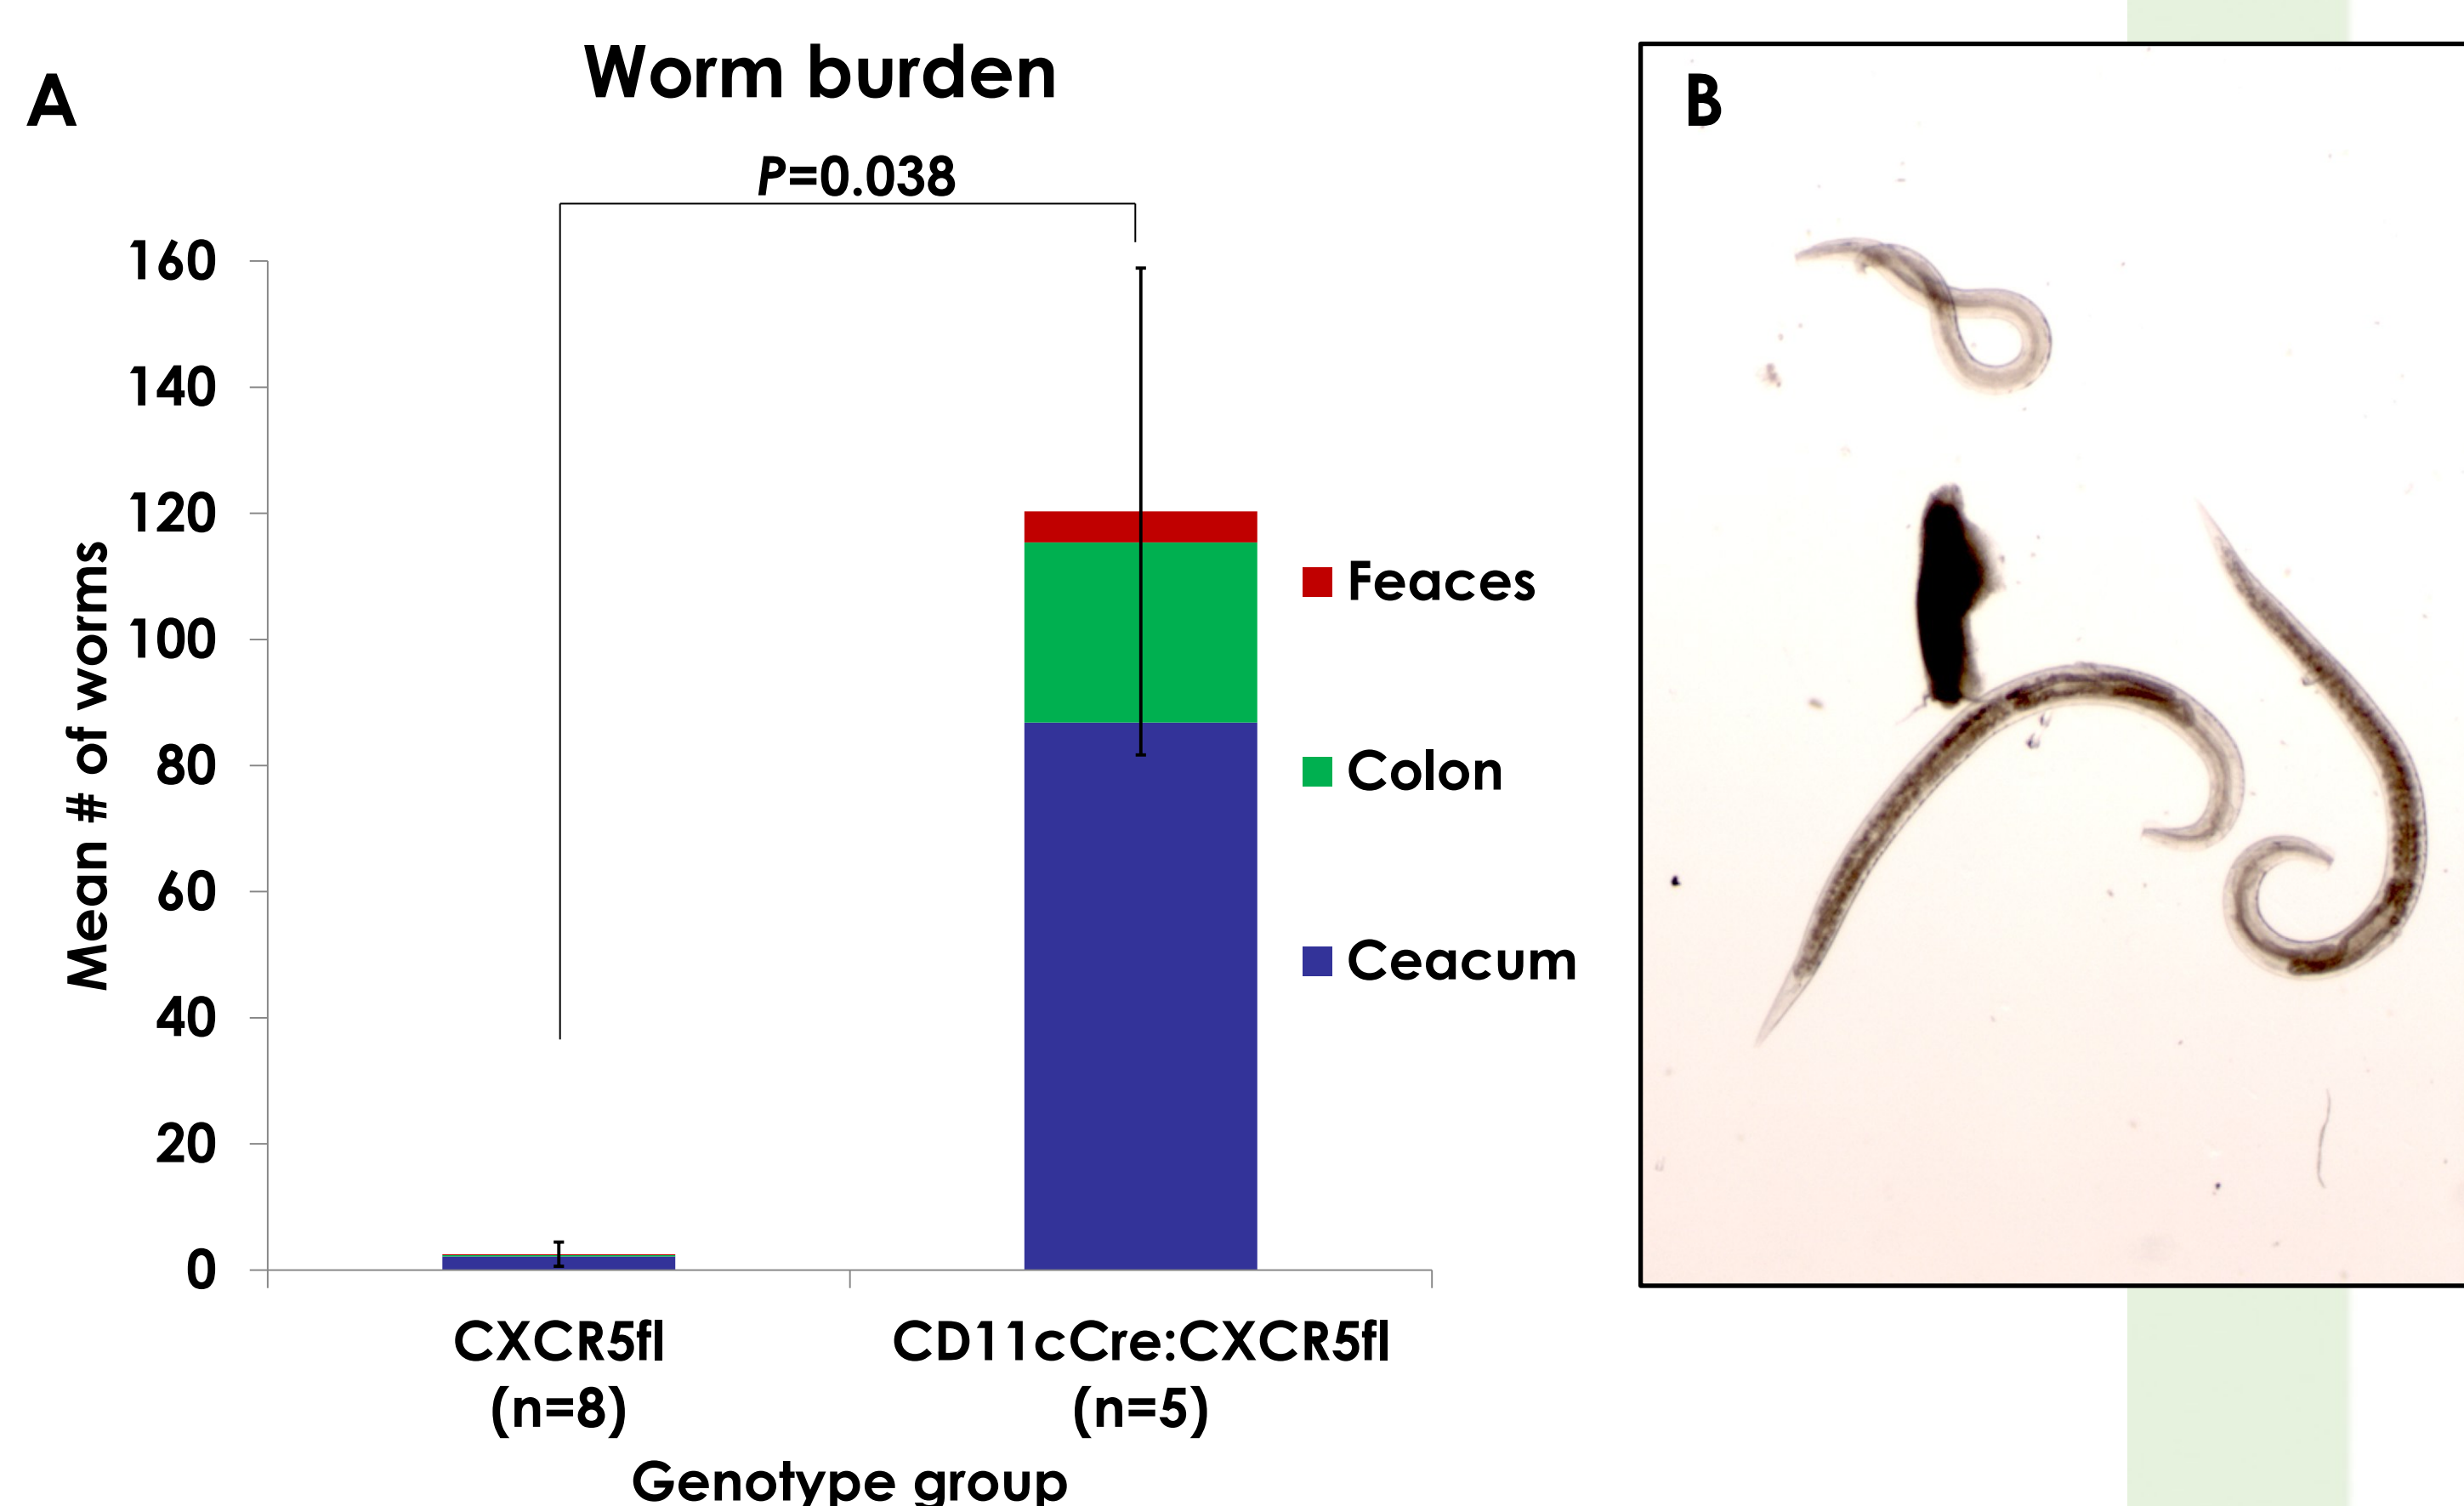 A
Worm burden
P=0.038
160
140
120
100
80
60
40
20
0
Mean # of worms
Feaces
Colon
Ceacum
CXCR5fl
(n=8)
CD11cCre:CXCR5fl
(n=5)
Genotype group
B